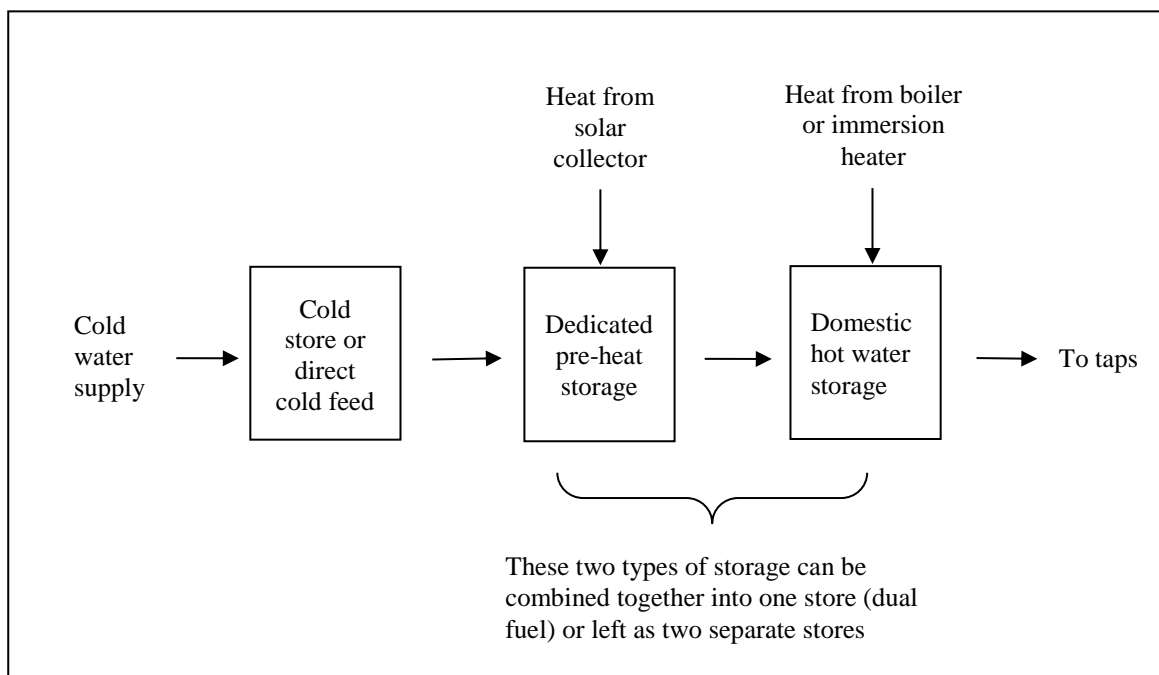 Heat from
solar
collector
Heat from boiler
or immersion
heater
Cold
water
supply
Cold
store or
direct
cold feed
Dedicated
pre-heat
storage
Domestic
hot water
storage
To taps
These two types of storage can be
combined together into one store (dual
fuel) or left as two separate stores